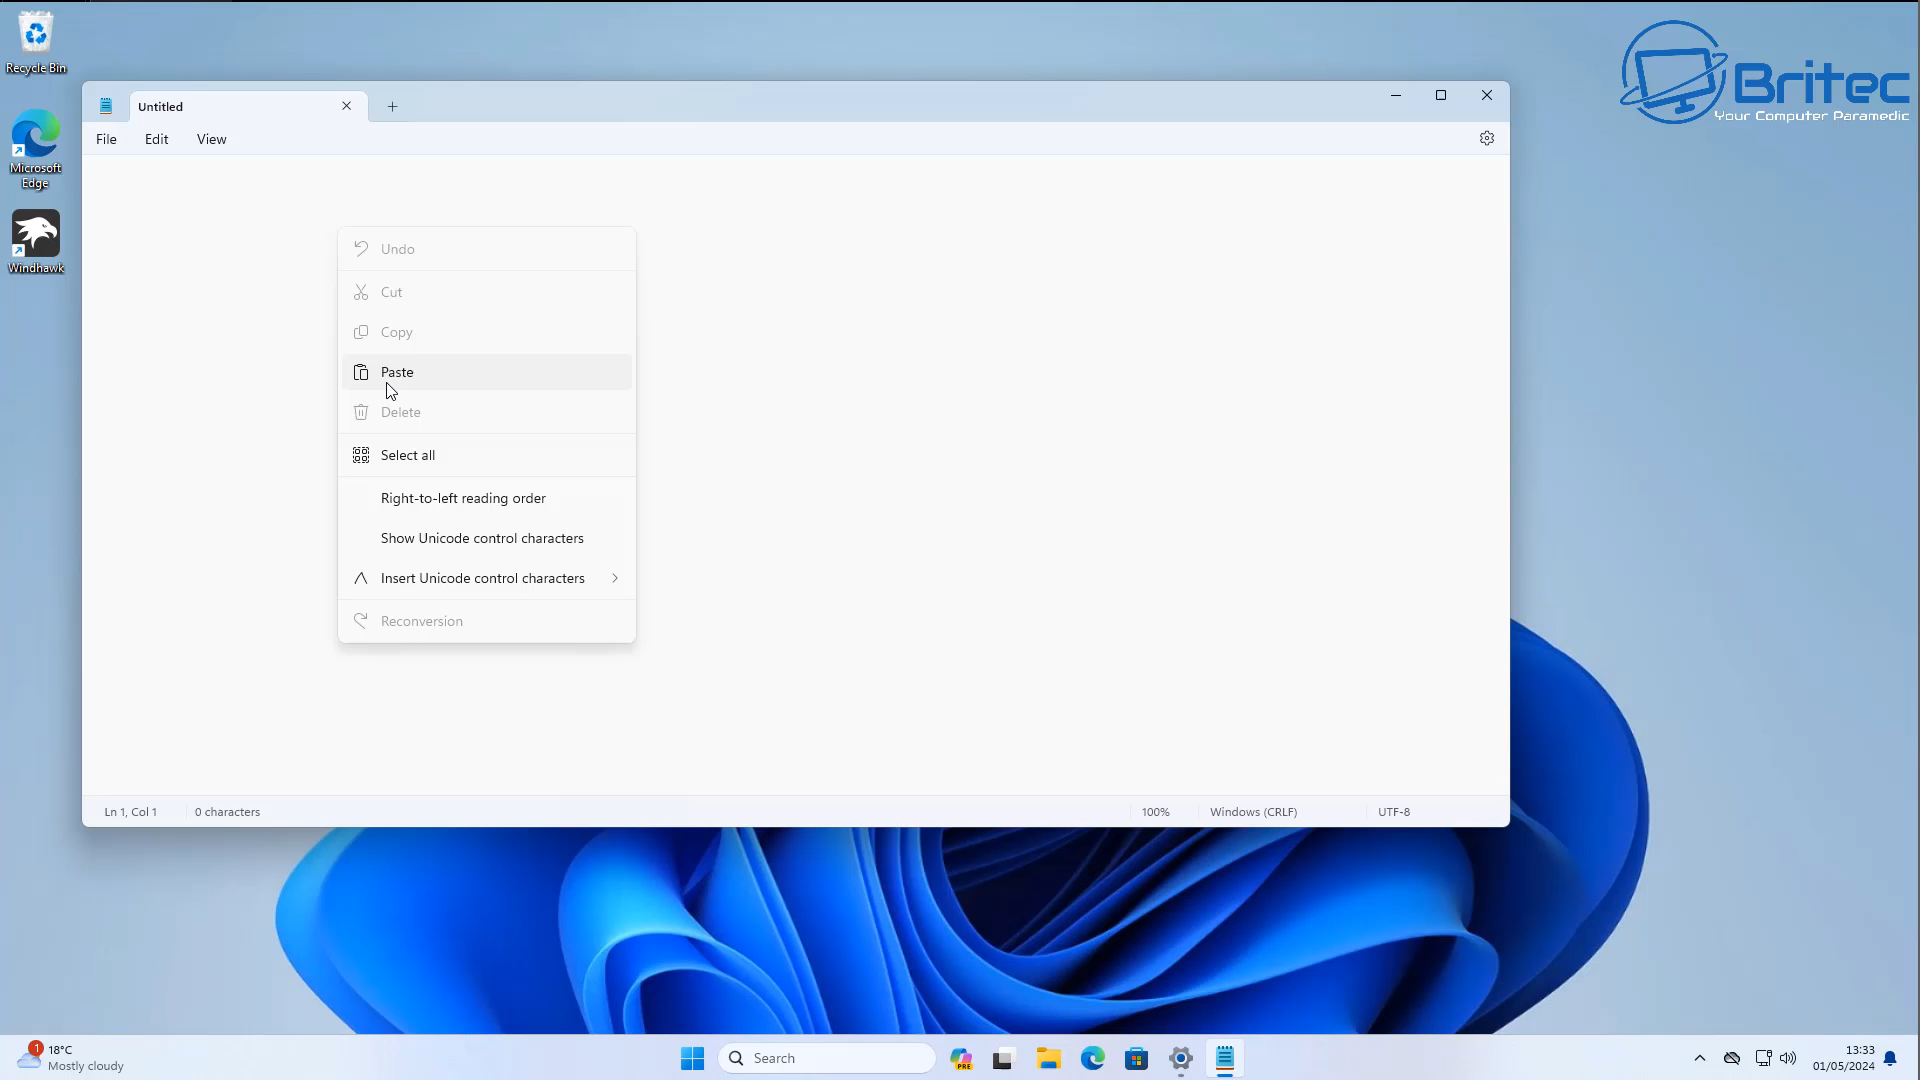 Recycle Bin
Microsoft
Edge
Windhawk
Britec
Your Computer Paramedic
Untitled
File
Edit
View
Undo
Cut
Copy
Paste
Delete
Select all
Right-to-left reading order
Show Unicode control characters
Insert Unicode control characters
Reconversion
Ln 1, Col 1
0 characters
100%
Windows (CRLF)
UTF-8
1
18°C
Mostly cloudy
Search
PRE
13:33
01/05/2024